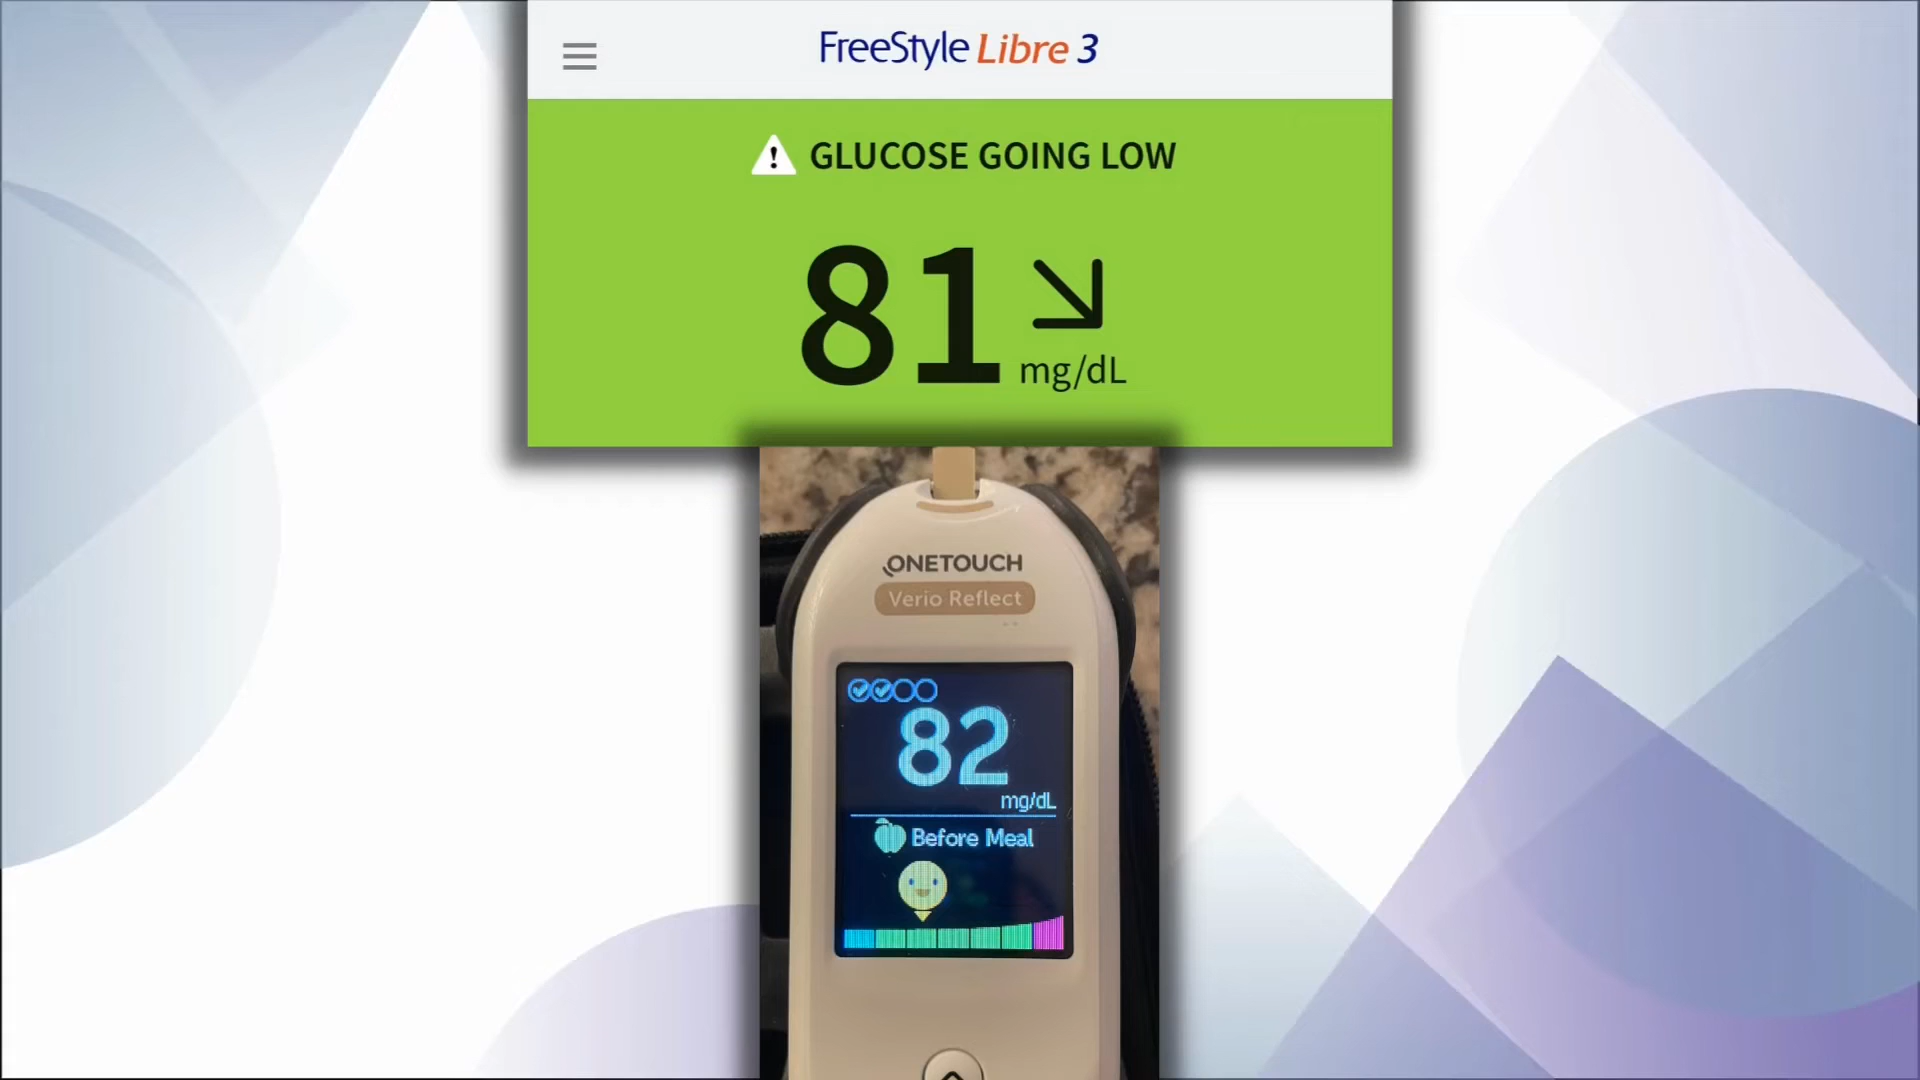 FreeStyle Libre 3
GLUCOSE GOING LOW
81
mg/dL
ONETOUCH
Verio Reflect
82
mg/dL
Before Meal